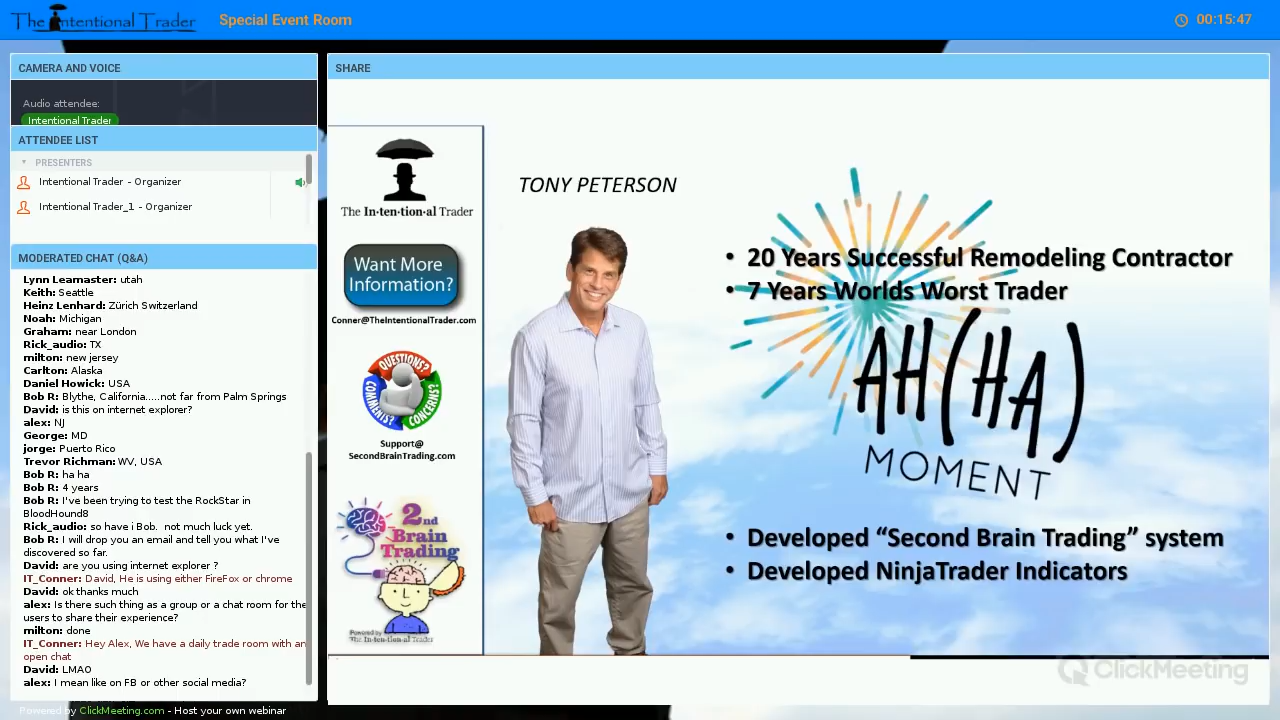 The Intentional Trader
Special Event Room
00:15:47
CAMERA AND VOICE
Audio attendee:
Intentional Trader
ATTENDEE LIST
PRESENTERS
Intentional Trader - Organizer
Intentional Trader_1 - Organizer
MODERATED CHAT (Q&A)
Lynn Leamaster: utah
Keith: Seattle
Heinz Lenhard: Zürich Switzerland
Noah: Michigan
Graham: near London
Rick_audio: TX
milton: new jersey
Carlton: Alaska
Daniel Howick: USA
Bob R: Blythe, California.....not far from Palm Springs
David: is this on internet explorer?
alex: NJ
George: MD
jorge: Puerto Rico
Trevor Richman: WV, USA
Bob R: ha ha
Bob R: 4 years
Bob R: I've been trying to test the RockStar in
BloodHound8
Rick_audio: so have i Bob.  not much luck yet.
Bob R: I will drop you an email and tell you what I've
discovered so far.
David: are you using internet explorer ?
IT_Conner: David, He is using either FireFox or chrome
David: ok thanks much
alex: Is there such thing as a group or a chat room for the
users to share their experience?
milton: done
IT_Conner: Hey Alex, We have a daily trade room with an
open chat
David: LMAO
alex: I mean like on FB or other social media?
Powered by ClickMeeting.com - Host your own webinar
SHARE
The In·ten·tion·al Trader
Want More
Information?
Conner@TheIntentionalTrader.com
QUESTIONS?
COMMENTS?
CONCERNS?
Support@
SecondBrainTrading.com
2nd
Brain
Trading
Powered by
The In·ten·tion·al Trader
TONY PETERSON
• 20 Years Successful Remodeling Contractor
• 7 Years Worlds Worst Trader
AH(HA)
MOMENT
• Developed “Second Brain Trading” system
• Developed NinjaTrader Indicators
ClickMeeting